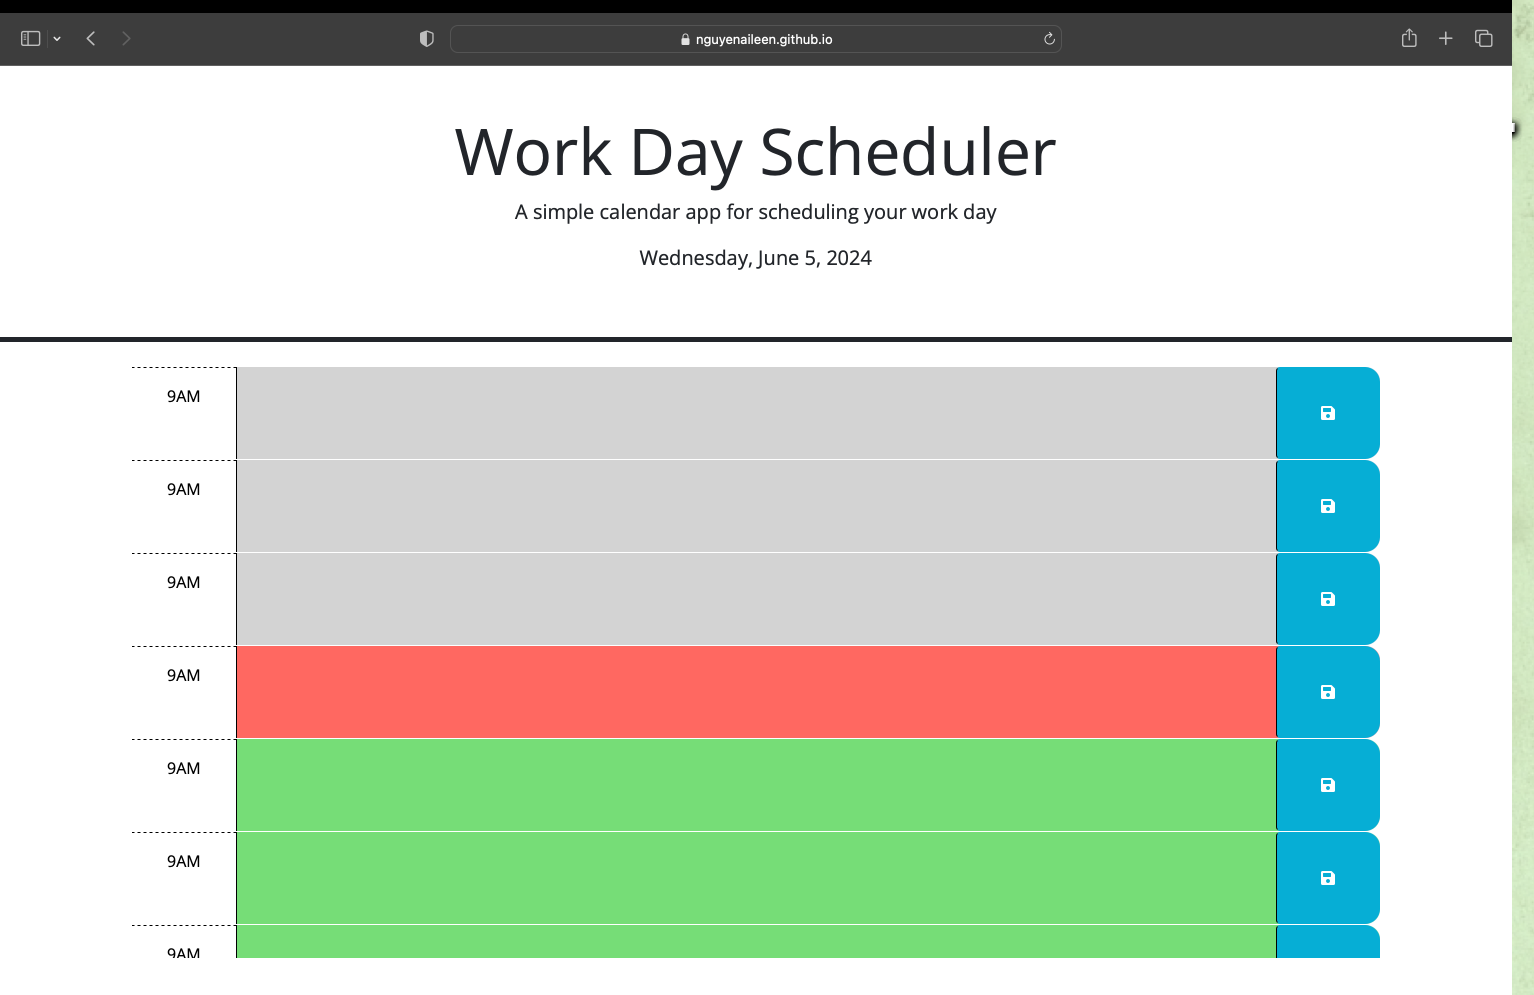 nguyenaileen.github.io
Work Day Scheduler
A simple calendar app for scheduling your work day
Wednesday, June 5, 2024
9AM
9AM
9AM
9AM
9AM
9AM
9AM